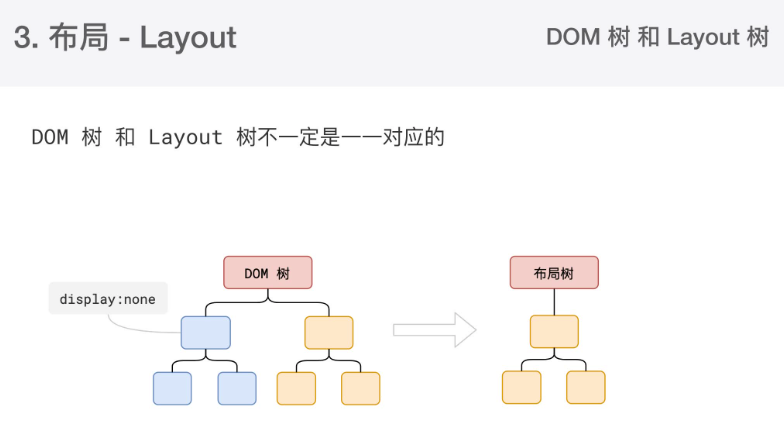 3. 布局 - Layout
DOM 树 和 Layout 树
DOM 树 和 Layout 树不一定是一一对应的
DOM 树
布局树
display:none